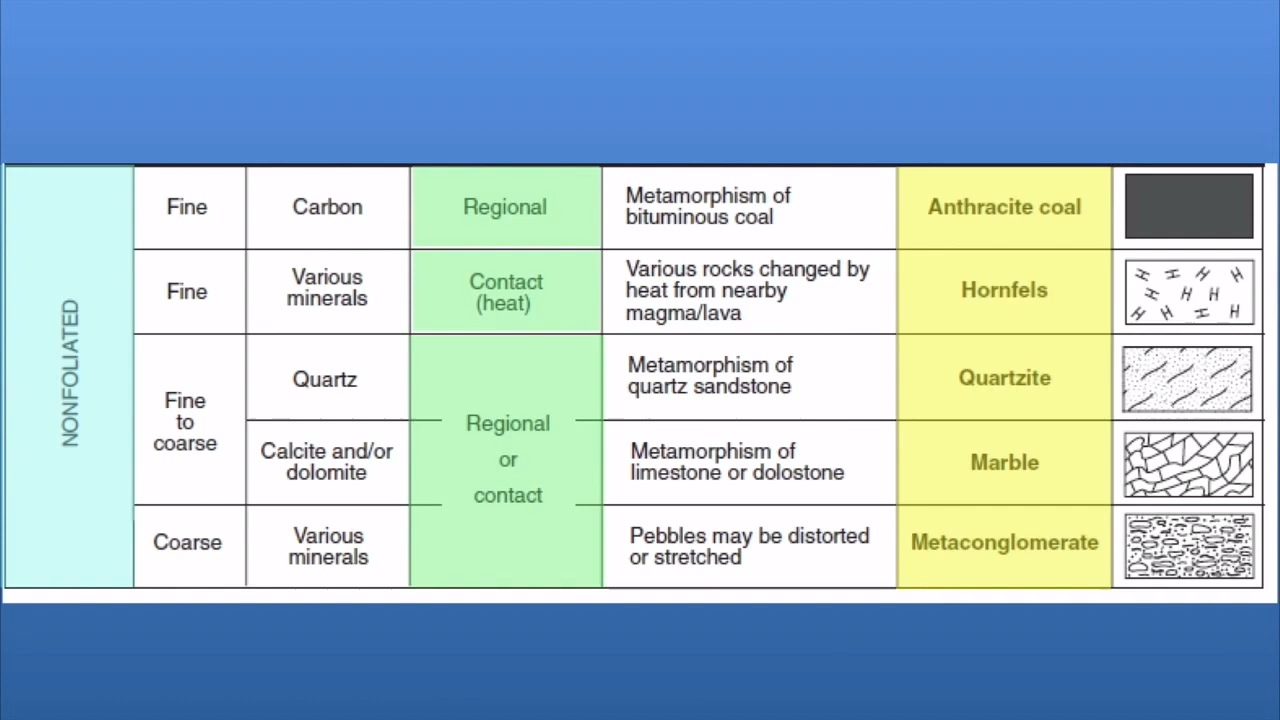 NONFOLIATED
Fine
Carbon
Regional
Metamorphism of
bituminous coal
Anthracite coal
Fine
Various
minerals
Contact
(heat)
Various rocks changed by
heat from nearby
magma/lava
Hornfels
Fine
to
coarse
Quartz
Regional
or
contact
Metamorphism of
quartz sandstone
Quartzite
Calcite and/or
dolomite
Metamorphism of
limestone or dolostone
Marble
Coarse
Various
minerals
Pebbles may be distorted
or stretched
Metaconglomerate